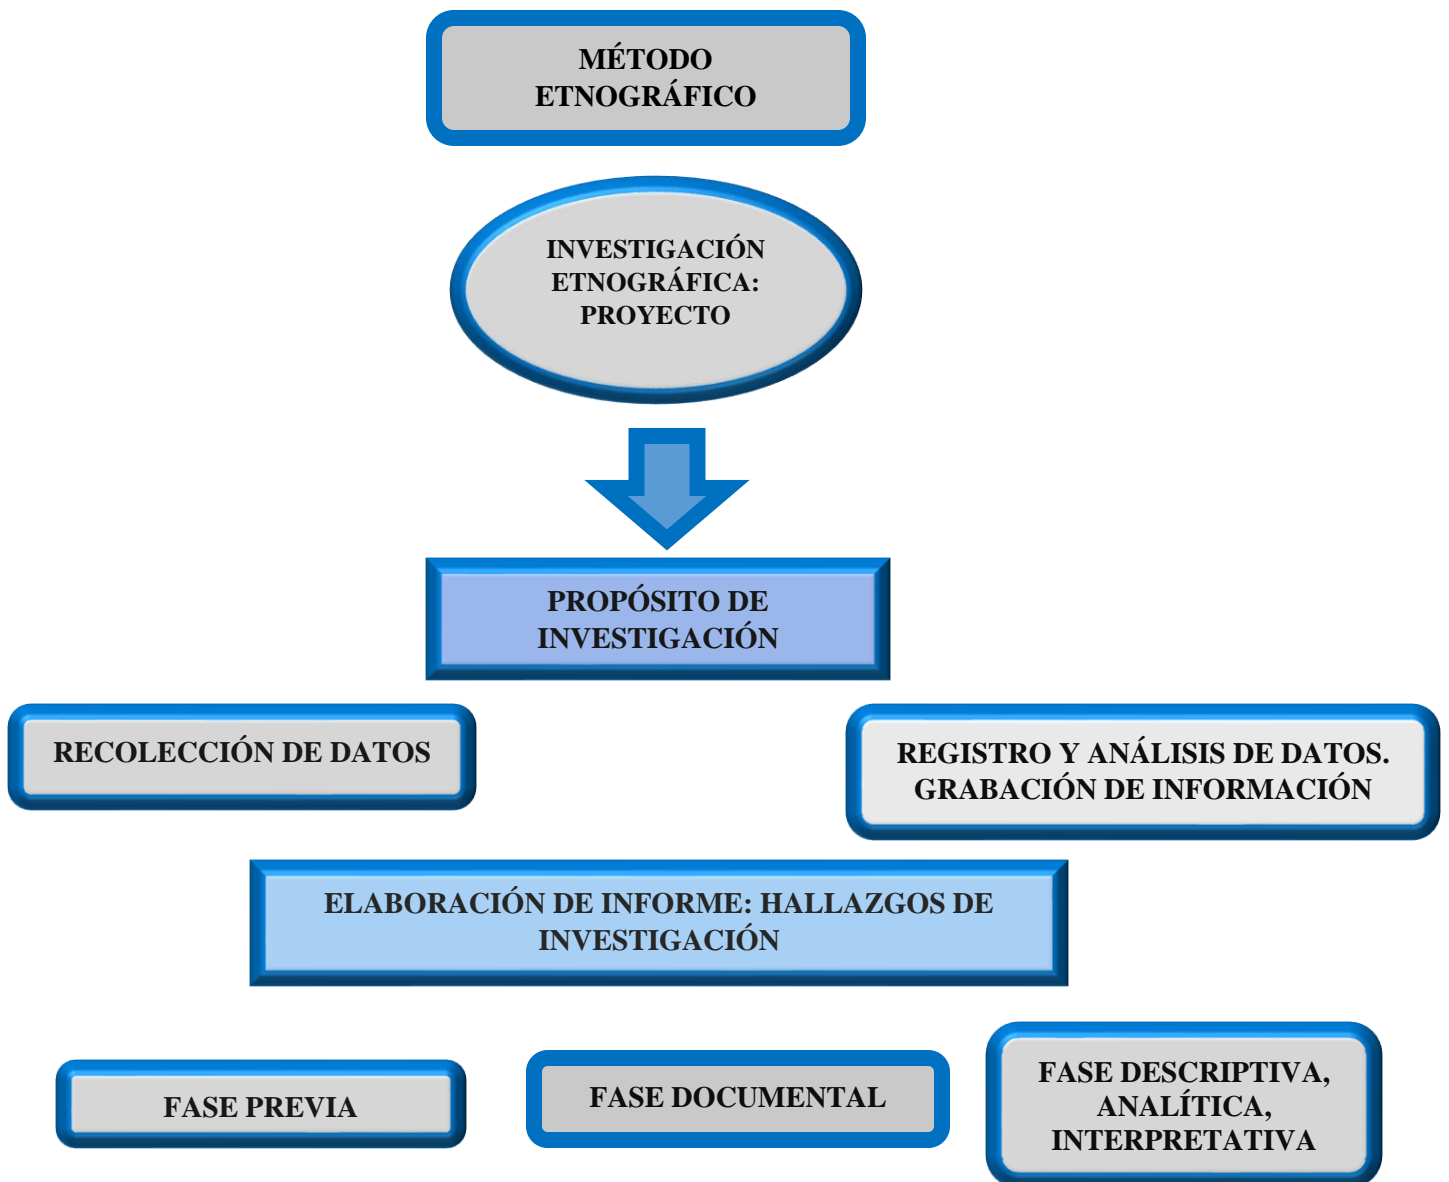 MÉTODO
ETNOGRÁFICO
INVESTIGACIÓN
ETNOGRÁFICA:
PROYECTO
PROPÓSITO DE
INVESTIGACIÓN
RECOLECCIÓN DE DATOS
REGISTRO Y ANÁLISIS DE DATOS.
GRABACIÓN DE INFORMACIÓN
ELABORACIÓN DE INFORME: HALLAZGOS DE
INVESTIGACIÓN
FASE PREVIA
FASE DOCUMENTAL
FASE DESCRIPTIVA,
ANALÍTICA,
INTERPRETATIVA